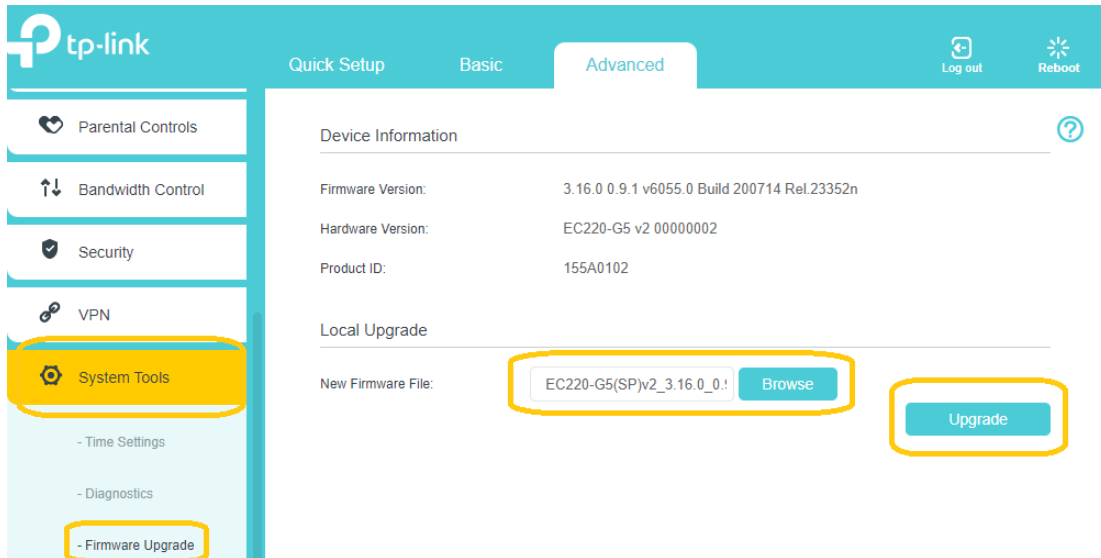 tp-link
Quick Setup
Basic
Advanced
Log out
Reboot
Parental Controls
Bandwidth Control
Security
VPN
System Tools
- Time Settings
- Diagnostics
- Firmware Upgrade
Device Information
Firmware Version: 3.16.0 0.9.1 v6055.0 Build 200714 Rel.23352n
Hardware Version: EC220-G5 v2 00000002
Product ID: 155A0102
Local Upgrade
New Firmware File: EC220-G5(SP)v2_3.16.0_0.9 Browse
Upgrade